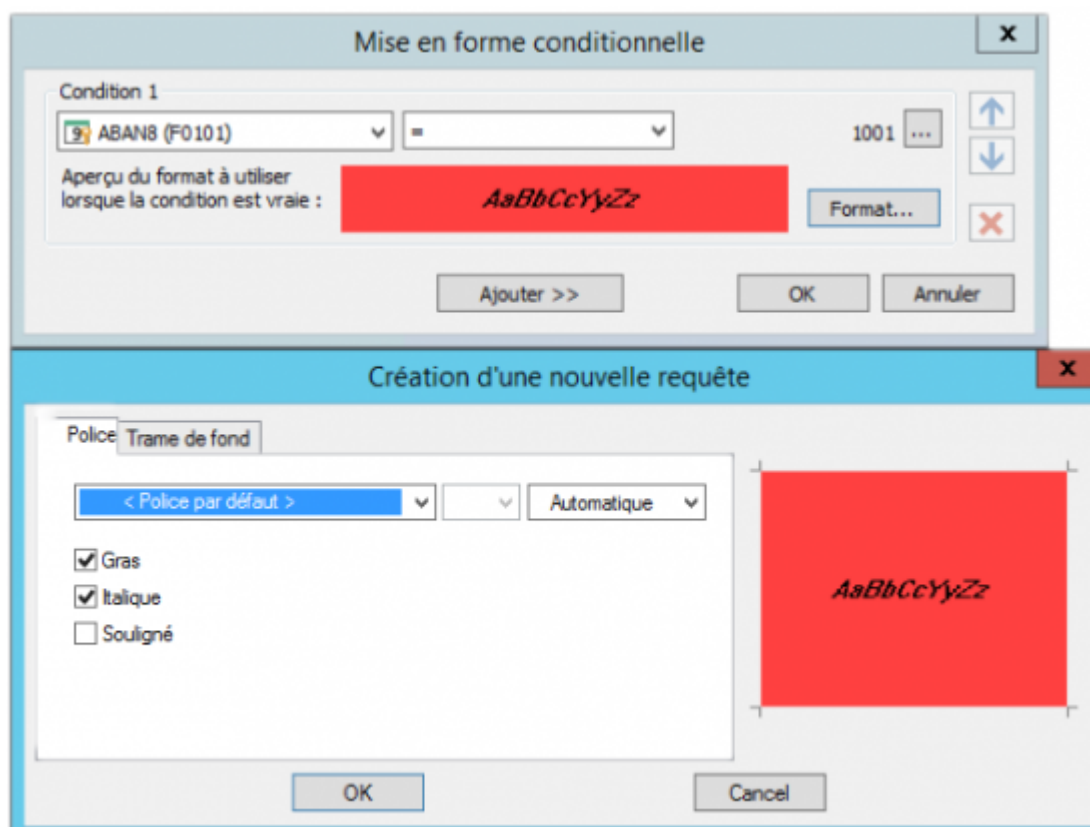 Mise en forme conditionnelle
x
Condition 1
ABAN8 (F0101)
=
1001
...
Aperçu du format à utiliser
lorsque la condition est vraie :
AaBbCcYyZz
Format...
Ajouter >>
OK
Annuler
Création d'une nouvelle requête
x
Police
Trame de fond
< Police par défaut >
Automatique
Gras
Italique
Souligné
AaBbCcYyZz
OK
Cancel